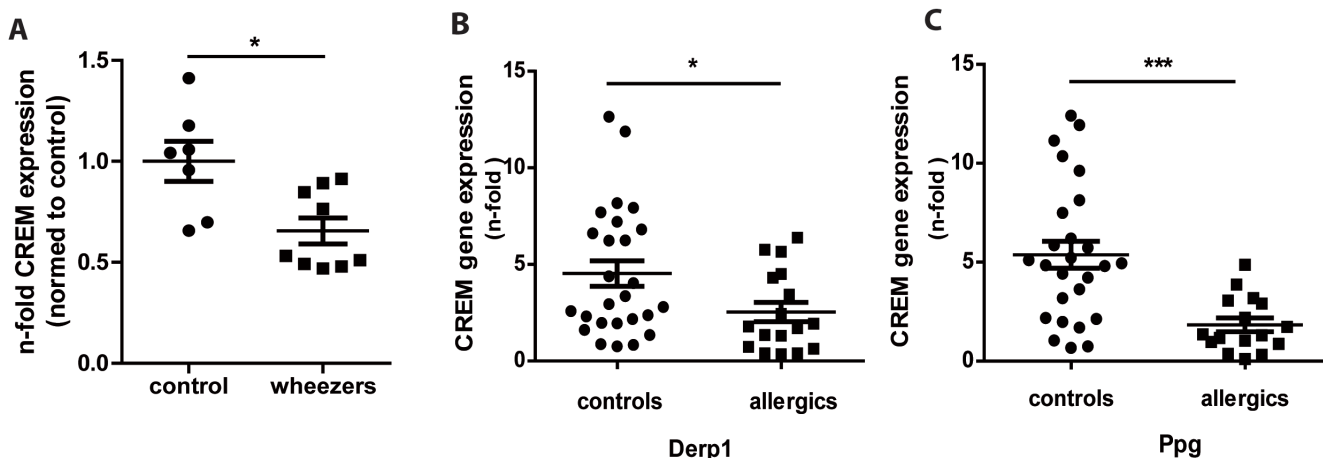 A
n-fold CREM expression
(normed to control)
1.5
1.0
0.5
0.0
*
control
wheezers
B
CREM gene expression
(n-fold )
15
10
5
0
*
controls
allergics
Derp1
C
CREM gene expression
(n-fold )
15
10
5
0
***
controls
allergics
Ppg